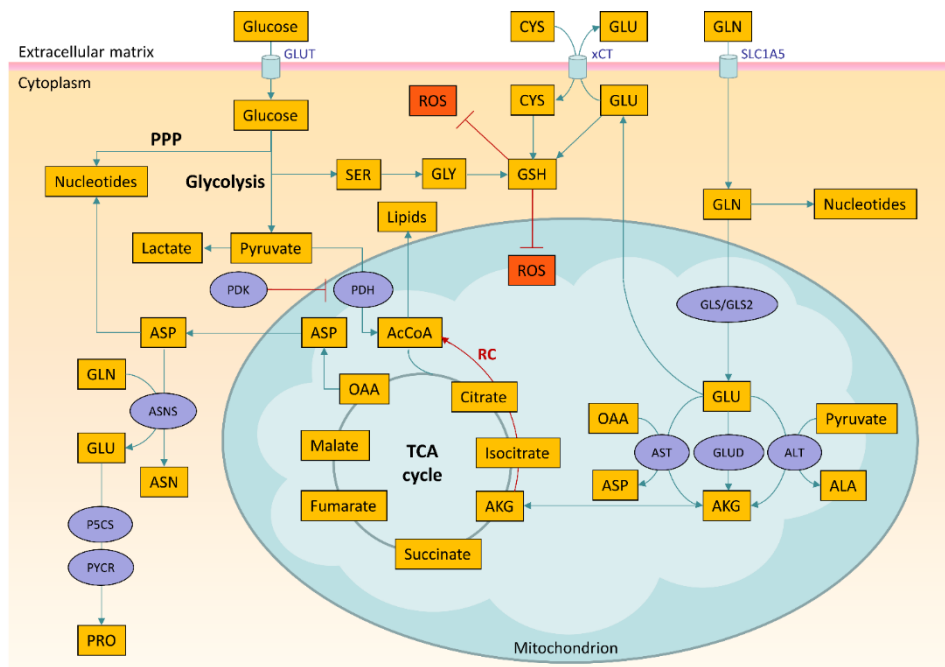 Glucose
CYS
GLU
GLN
Extracellular matrix
GLUT
xCT
SLC1A5
Cytoplasm
ROS
CYS
GLU
Glucose
PPP
Nucleotides
Glycolysis
SER
GLY
GSH
GLN
Nucleotides
Lipids
Lactate
Pyruvate
ROS
PDK
PDH
GLS/GLS2
ASP
ASP
AcCoA
RC
GLN
OAA
Citrate
GLU
OAA
Pyruvate
ASNS
GLU
Malate
TCA
cycle
Isocitrate
AST
GLUD
ALT
ASN
ASP
ALA
Fumarate
AKG
AKG
P5CS
Succinate
PYCR
PRO
Mitochondrion